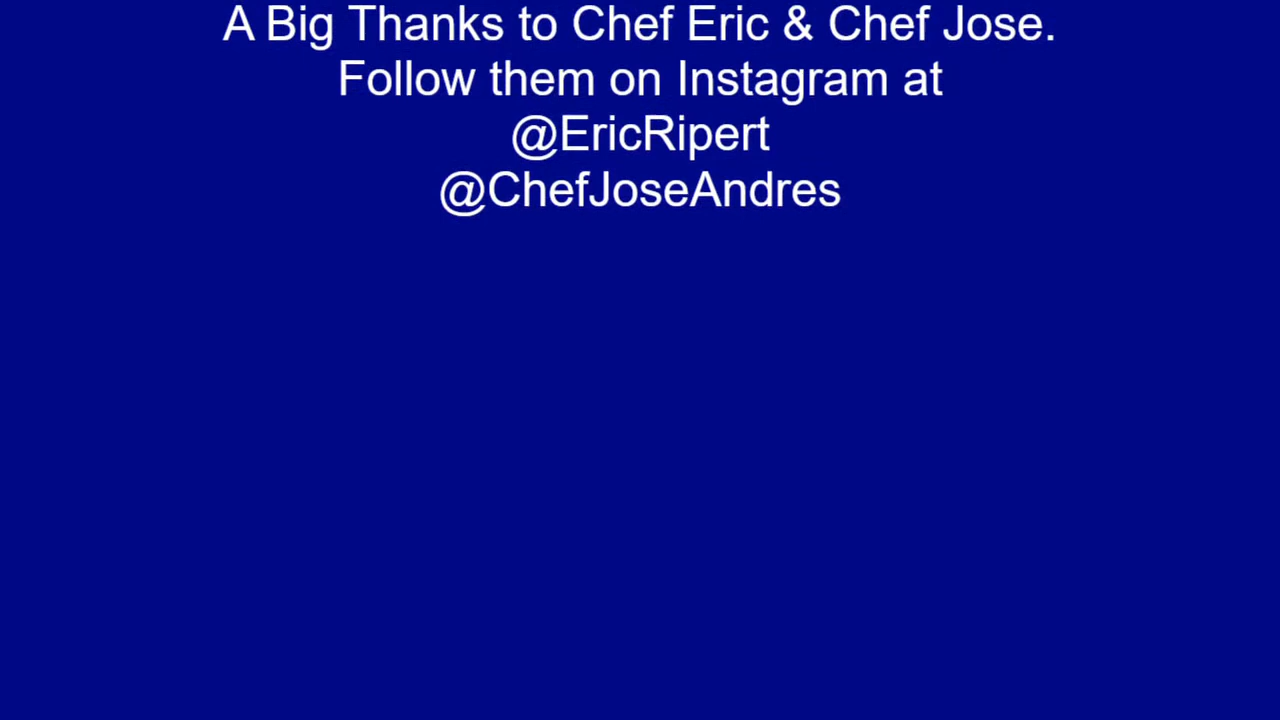 A Big Thanks to Chef Eric & Chef Jose.
Follow them on Instagram at
@EricRipert
@ChefJoseAndres